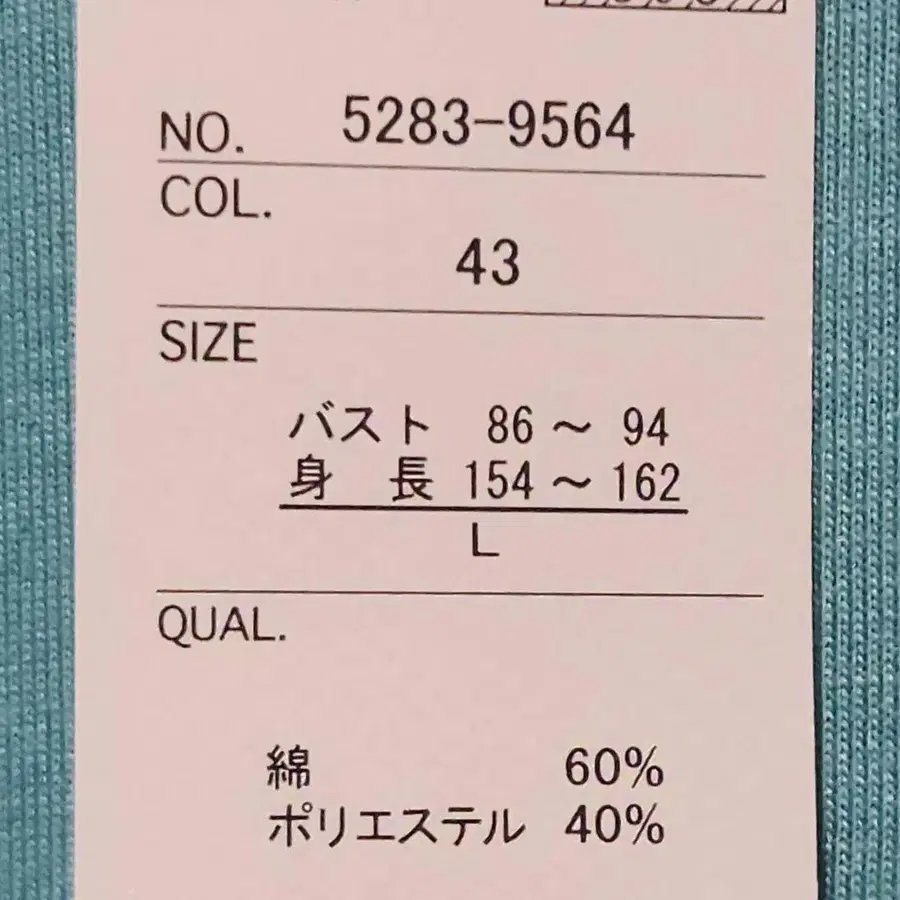 NO. 5283-9564
COL.
43
SIZE
バスト 86 ～ 94
身 長 154 ～ 162
L
QUAL.
綿 60%
ポリエステル 40%